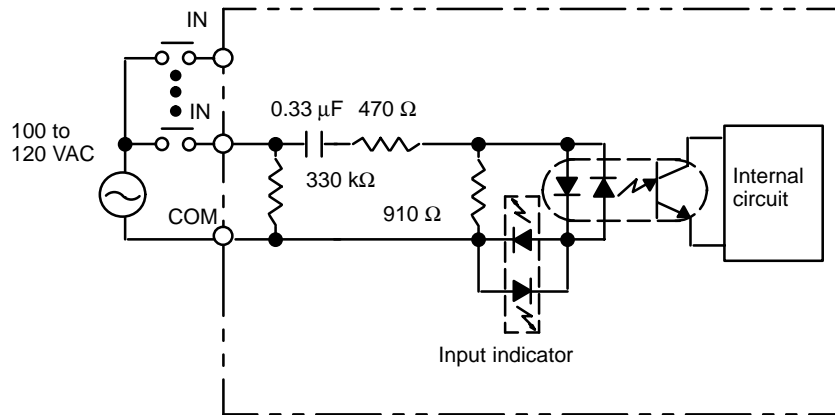 IN
IN
0.33 μF 470 Ω
100 to
120 VAC
330 kΩ
Internal
circuit
COM
910 Ω
Input indicator